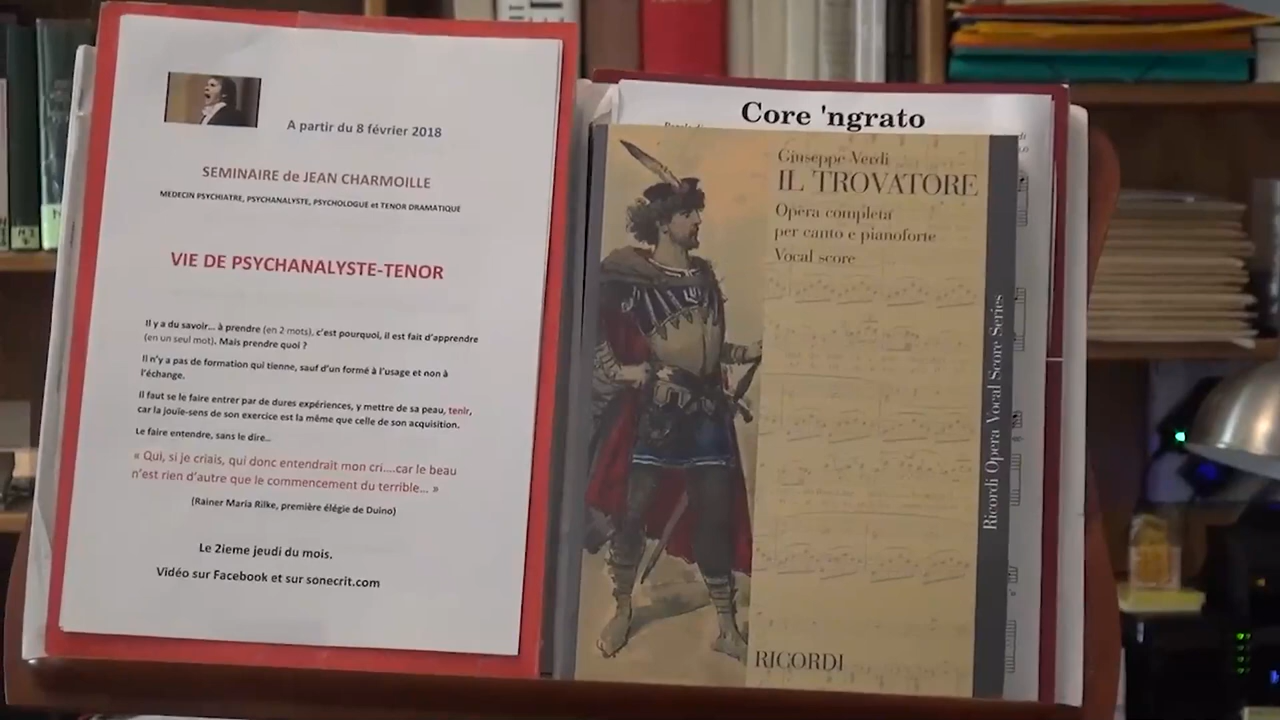 A partir du 8 février 2018
SEMINAIRE de JEAN CHARMOILLE
MEDECIN PSYCHIATRE, PSYCHANALYSTE, PSYCHOLOGUE et TENOR DRAMATIQUE
VIE DE PSYCHANALYSTE-TENOR
Il y a du savoir... à prendre (en 2 mots), c'est pourquoi, il est fait d'apprendre
(en un seul mot). Mais prendre quoi ?
Il n'y a pas de formation qui tienne, sauf d'un formé à l'usage et non à
l'échange.
Il faut se le faire entrer par de dures expériences, y mettre de sa peau, tenir,
car la jouie-sens de son exercice est la même que celle de son acquisition.
Le faire entendre, sans le dire...
« Qui, si je criais, qui donc entendrait mon cri....car le beau
n'est rien d'autre que le commencement du terrible... »
(Rainer Maria Rilke, première élégie de Duino)
Le 2ieme jeudi du mois.
Vidéo sur Facebook et sur sonecrit.com
Core 'ngrato
Giuseppe Verdi
IL TROVATORE
Opera completa
per canto e pianoforte
Vocal score
Ricordi Opera Vocal Score Series
RICORDI